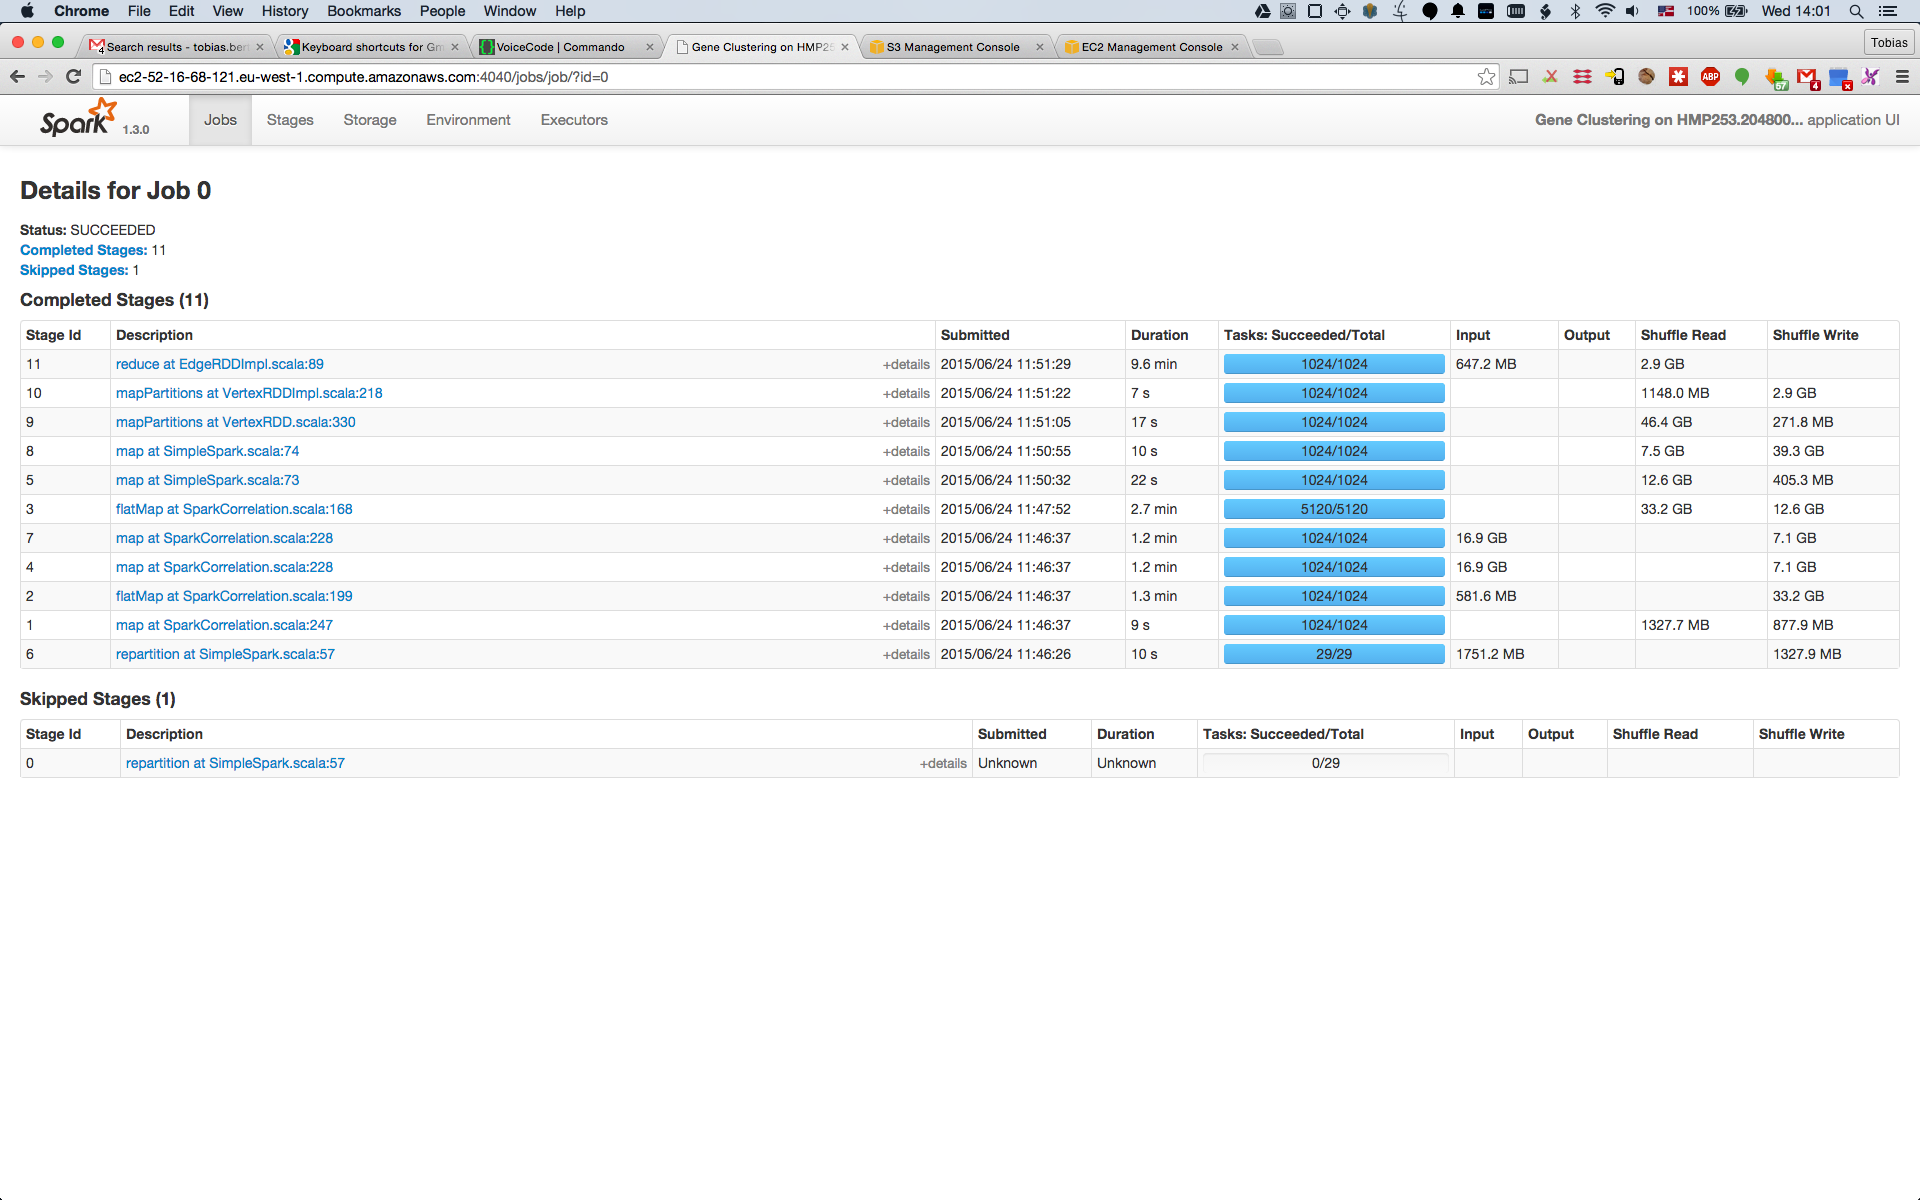 Chrome File Edit View History Bookmarks People Window Help 100% Wed 14:01
Search results - tobias.ber Keyboard shortcuts for Gm VoiceCode | Commando Gene Clustering on HMP25 S3 Management Console EC2 Management Console Tobias
ec2-52-16-68-121.eu-west-1.compute.amazonaws.com:4040/jobs/job/?id=0 ABP 67 4
Spark 1.3.0 Jobs Stages Storage Environment Executors Gene Clustering on HMP253.204800... application UI
Details for Job 0
Status: SUCCEEDED
Completed Stages: 11
Skipped Stages: 1
Completed Stages (11)
Stage Id Description Submitted Duration Tasks: Succeeded/Total Input Output Shuffle Read Shuffle Write
11 reduce at EdgeRDDImpl.scala:89 +details 2015/06/24 11:51:29 9.6 min 1024/1024 647.2 MB 2.9 GB
10 mapPartitions at VertexRDDImpl.scala:218 +details 2015/06/24 11:51:22 7 s 1024/1024 1148.0 MB 2.9 GB
9 mapPartitions at VertexRDD.scala:330 +details 2015/06/24 11:51:05 17 s 1024/1024 46.4 GB 271.8 MB
8 map at SimpleSpark.scala:74 +details 2015/06/24 11:50:55 10 s 1024/1024 7.5 GB 39.3 GB
5 map at SimpleSpark.scala:73 +details 2015/06/24 11:50:32 22 s 1024/1024 12.6 GB 405.3 MB
3 flatMap at SparkCorrelation.scala:168 +details 2015/06/24 11:47:52 2.7 min 5120/5120 33.2 GB 12.6 GB
7 map at SparkCorrelation.scala:228 +details 2015/06/24 11:46:37 1.2 min 1024/1024 16.9 GB 7.1 GB
4 map at SparkCorrelation.scala:228 +details 2015/06/24 11:46:37 1.2 min 1024/1024 16.9 GB 7.1 GB
2 flatMap at SparkCorrelation.scala:199 +details 2015/06/24 11:46:37 1.3 min 1024/1024 581.6 MB 33.2 GB
1 map at SparkCorrelation.scala:247 +details 2015/06/24 11:46:37 9 s 1024/1024 1327.7 MB 877.9 MB
6 repartition at SimpleSpark.scala:57 +details 2015/06/24 11:46:26 10 s 29/29 1751.2 MB 1327.9 MB
Skipped Stages (1)
Stage Id Description Submitted Duration Tasks: Succeeded/Total Input Output Shuffle Read Shuffle Write
0 repartition at SimpleSpark.scala:57 +details Unknown Unknown 0/29